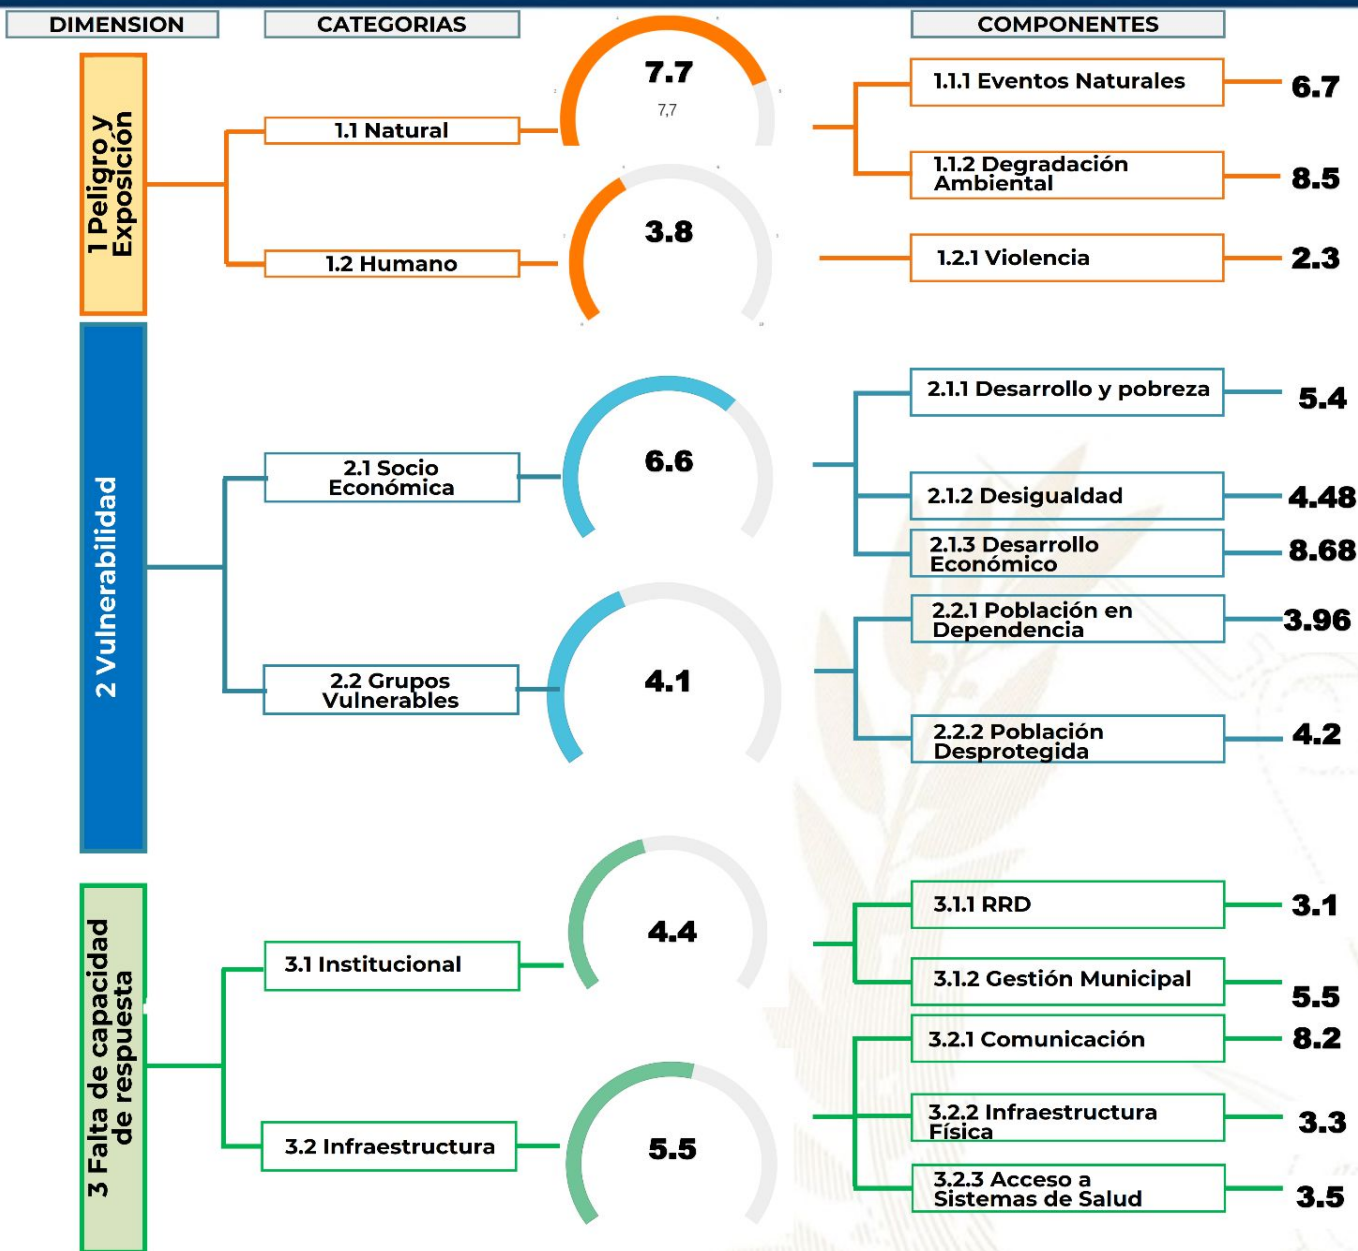 DIMENSION
CATEGORIAS
COMPONENTES
1 Peligro y
Exposición
1.1 Natural
7.7
7,7
1.1.1 Eventos Naturales
6.7
1.1.2 Degradación
Ambiental
8.5
1.2 Humano
3.8
1.2.1 Violencia
2.3
2 Vulnerabilidad
2.1 Socio
Económica
6.6
2.1.1 Desarrollo y pobreza
5.4
2.1.2 Desigualdad
4.48
2.1.3 Desarrollo
Económico
8.68
2.2 Grupos
Vulnerables
4.1
2.2.1 Población en
Dependencia
3.96
2.2.2 Población
Desprotegida
4.2
3 Falta de capacidad
de respuesta
3.1 Institucional
4.4
3.1.1 RRD
3.1
3.1.2 Gestión Municipal
5.5
3.2 Infraestructura
5.5
3.2.1 Comunicación
8.2
3.2.2 Infraestructura
Física
3.3
3.2.3 Acceso a
Sistemas de Salud
3.5